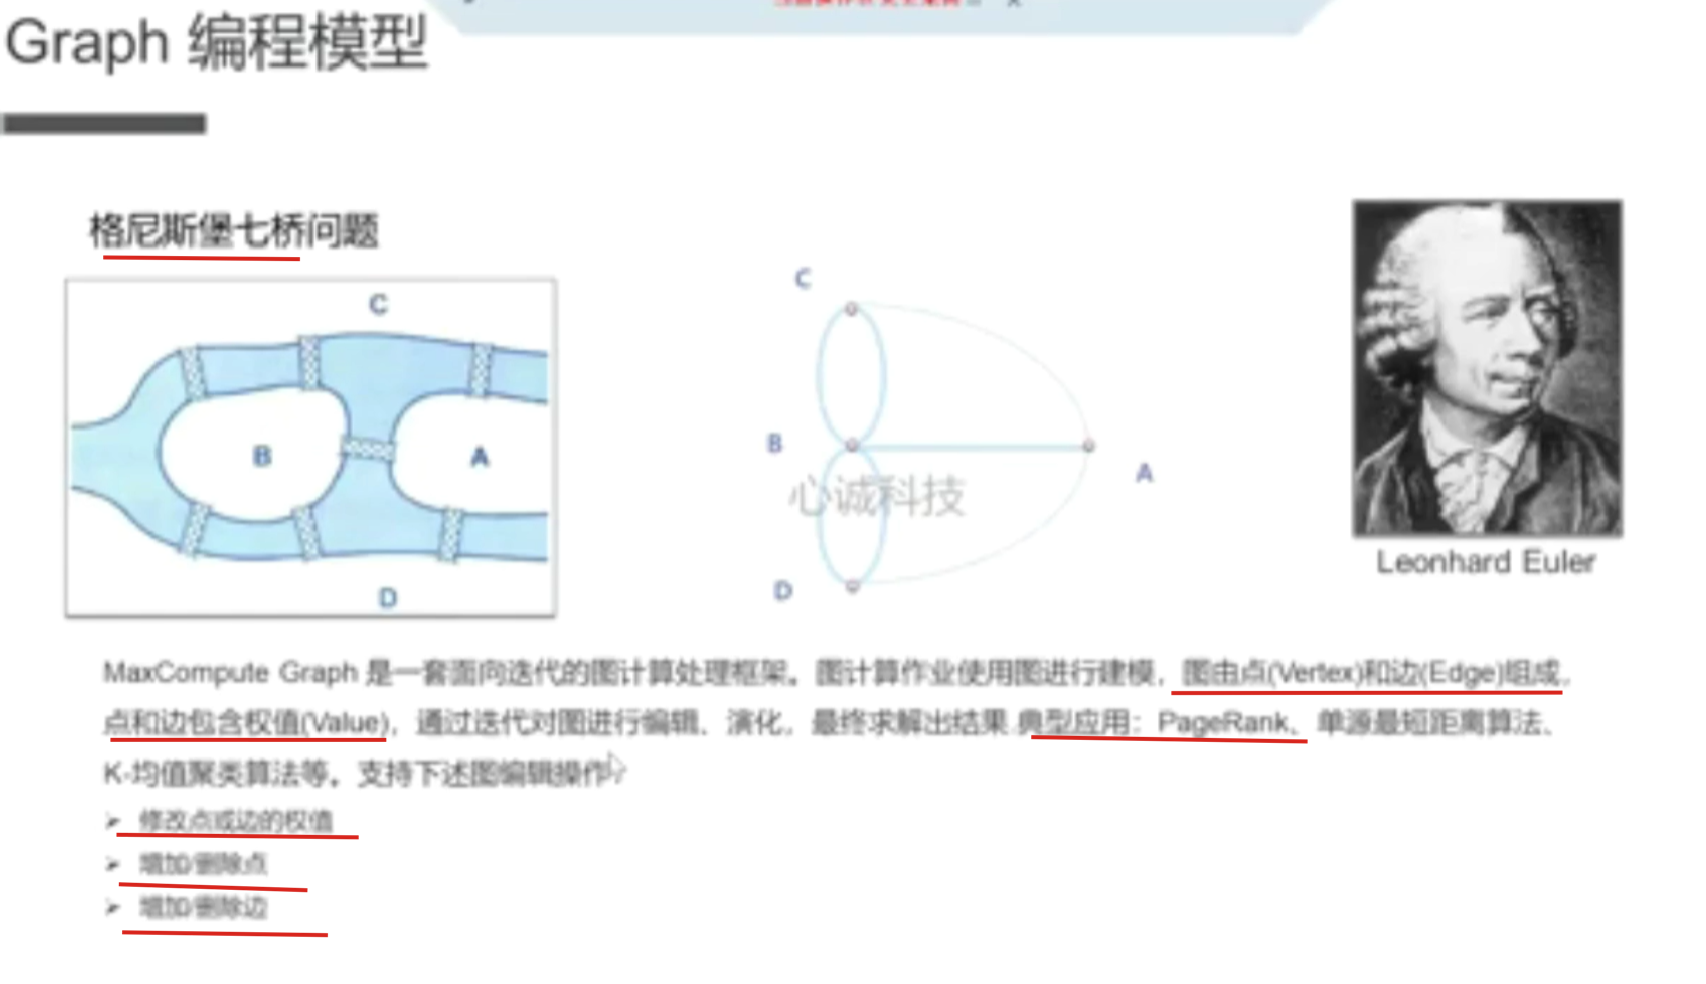 Graph 编程模型
格尼斯堡七桥问题
C
B
A
D
C
B
A
D
心诚科技
Leonhard Euler
MaxCompute Graph 是一套面向迭代的图计算处理框架。图计算作业使用图进行建模，图由点(Vertex)和边(Edge)组成，
点和边包含权值(Value)，通过迭代对图进行编辑、演化，最终求解出结果.典型应用：PageRank、单源最短距离算法、
K-均值聚类算法等。支持下述图编辑操作
➢ 修改点或边的权值
➢ 增加/删除点
➢ 增加/删除边